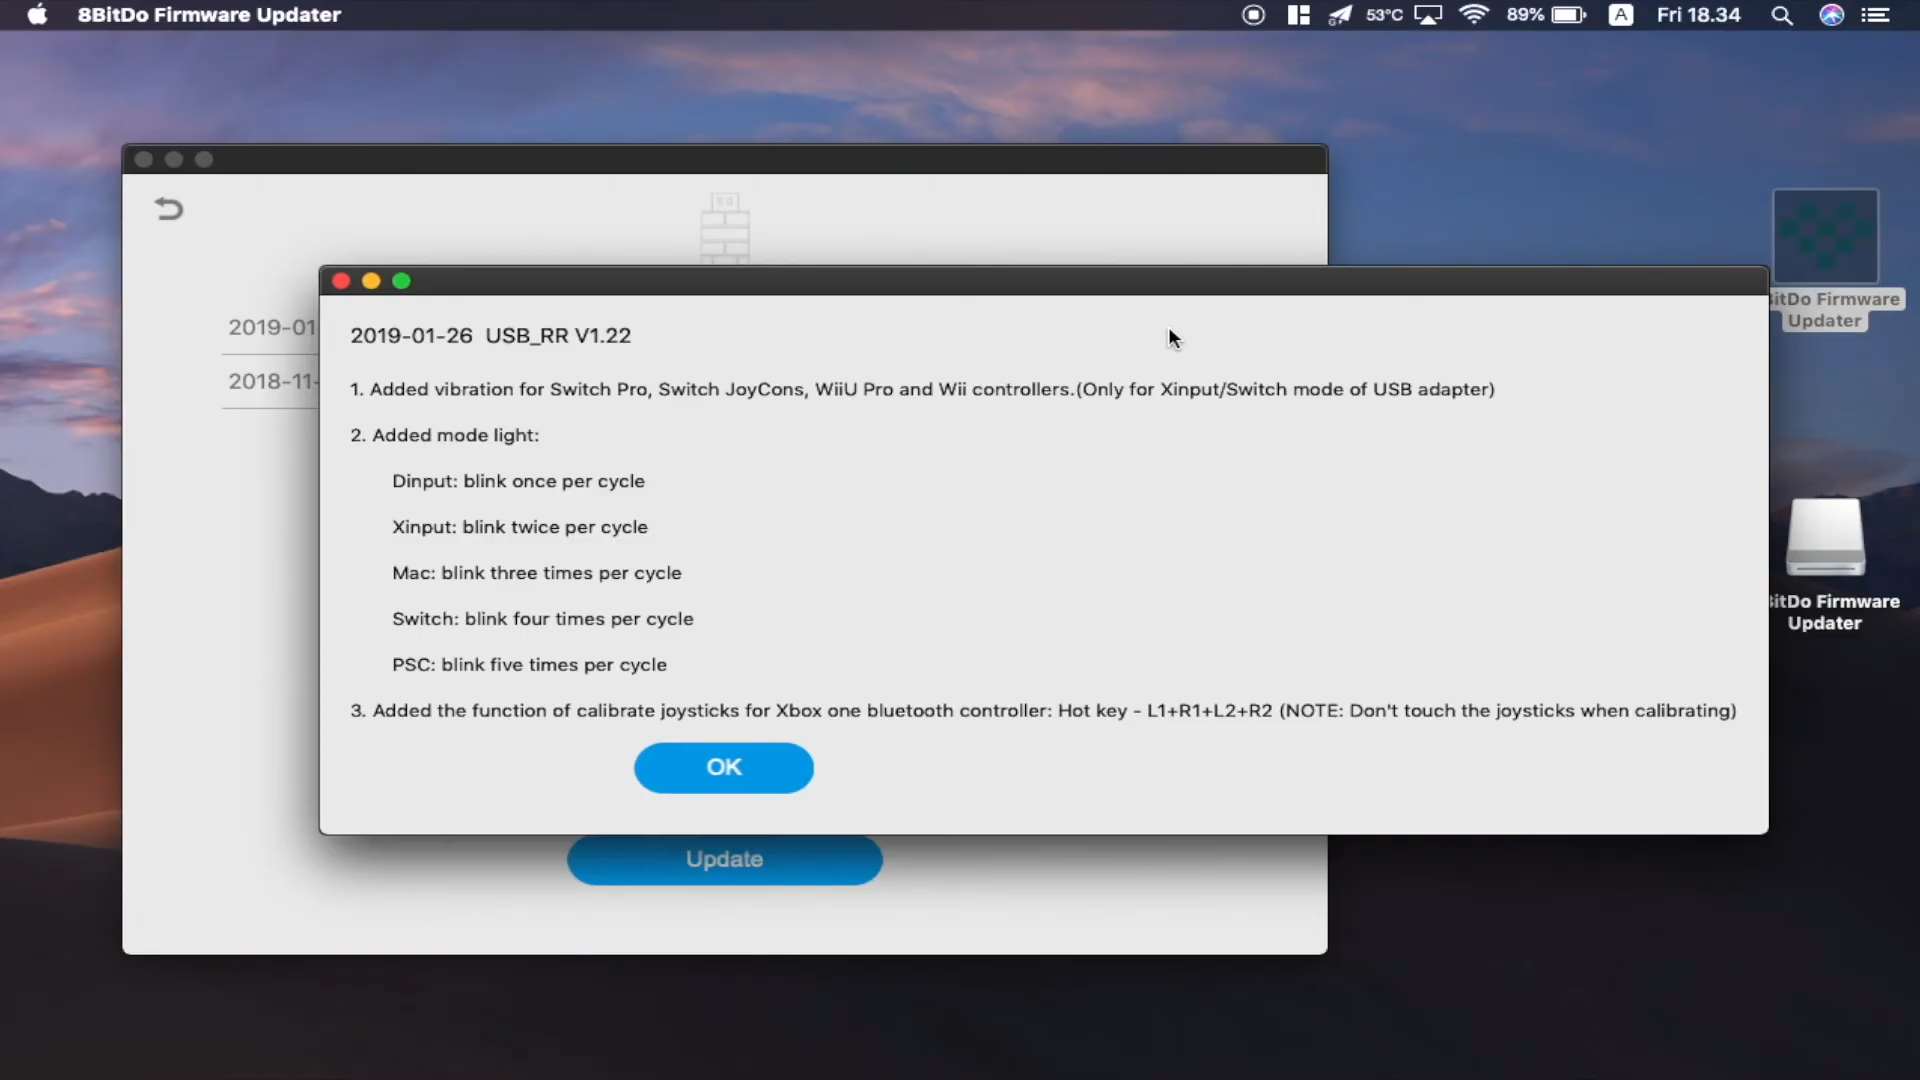 8BitDo Firmware Updater
53°C
89%
A
Fri 18.34
2019-01
2018-11-
2019-01-26 USB_RR V1.22
1. Added vibration for Switch Pro, Switch JoyCons, WiiU Pro and Wii controllers.(Only for Xinput/Switch mode of USB adapter)
2. Added mode light:
Dinput: blink once per cycle
Xinput: blink twice per cycle
Mac: blink three times per cycle
Switch: blink four times per cycle
PSC: blink five times per cycle
3. Added the function of calibrate joysticks for Xbox one bluetooth controller: Hot key - L1+R1+L2+R2 (NOTE: Don't touch the joysticks when calibrating)
OK
Update
BitDo Firmware
Updater
BitDo Firmware
Updater